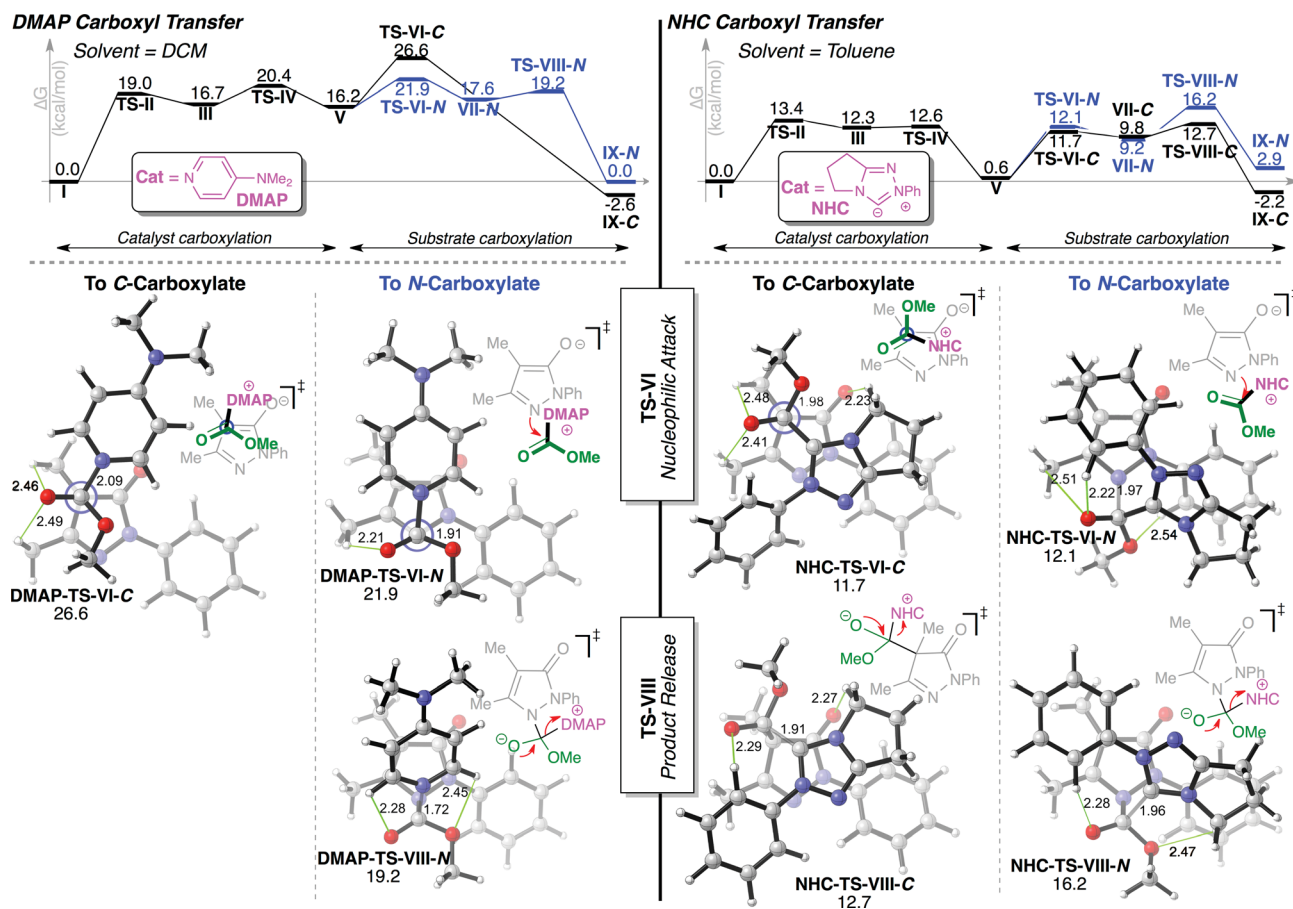 DMAP Carboxyl Transfer
Solvent = DCM
ΔG
(kcal/mol)
0.0
I
19.0
TS-II
16.7
III
20.4
TS-IV
16.2
V
TS-VI-C
26.6
21.9
TS-VI-N
17.6
VII-N
TS-VIII-N
19.2
IX-N
0.0
-2.6
IX-C
Cat =
N
NMe2
DMAP
Catalyst carboxylation
Substrate carboxylation
NHC Carboxyl Transfer
Solvent = Toluene
ΔG
(kcal/mol)
0.0
I
13.4
TS-II
12.3
III
12.6
TS-IV
0.6
V
TS-VI-N
12.1
11.7
TS-VI-C
VII-C
9.8
9.2
VII-N
TS-VIII-N
16.2
12.7
TS-VIII-C
IX-N
2.9
-2.2
IX-C
Cat =
N
N
N-Ph
⊖
⊕
NHC
Catalyst carboxylation
Substrate carboxylation
To C-Carboxylate
To N-Carboxylate
TS-VI
Nucleophilic Attack
To C-Carboxylate
To N-Carboxylate
⊕
DMAP
‡
Me
O⊖
O
OMe
Me
N
NPh
2.46
2.09
2.49
DMAP-TS-VI-C
26.6
‡
Me
O⊖
Me
NPh
N
DMAP
⊕
O
OMe
2.21
1.91
DMAP-TS-VI-N
21.9
‡
OMe
Me
O⊖
⊕
O
NHC
Me
N
NPh
2.48
1.98
2.23
2.41
NHC-TS-VI-C
11.7
‡
Me
O⊖
Me
NPh
N
NHC
⊕
O
OMe
2.51
2.22
1.97
2.54
NHC-TS-VI-N
12.1
TS-VIII
Product Release
‡
Me
O
Me
NPh
N
⊕
DMAP
⊖
O
OMe
2.45
2.28
1.72
DMAP-TS-VIII-N
19.2
‡
⊕
NHC
⊖
O
Me
O
MeO
Me
N
NPh
2.27
1.91
2.29
NHC-TS-VIII-C
12.7
‡
Me
O
Me
NPh
N
⊕
NHC
⊖
O
OMe
2.28
1.96
2.47
NHC-TS-VIII-N
16.2